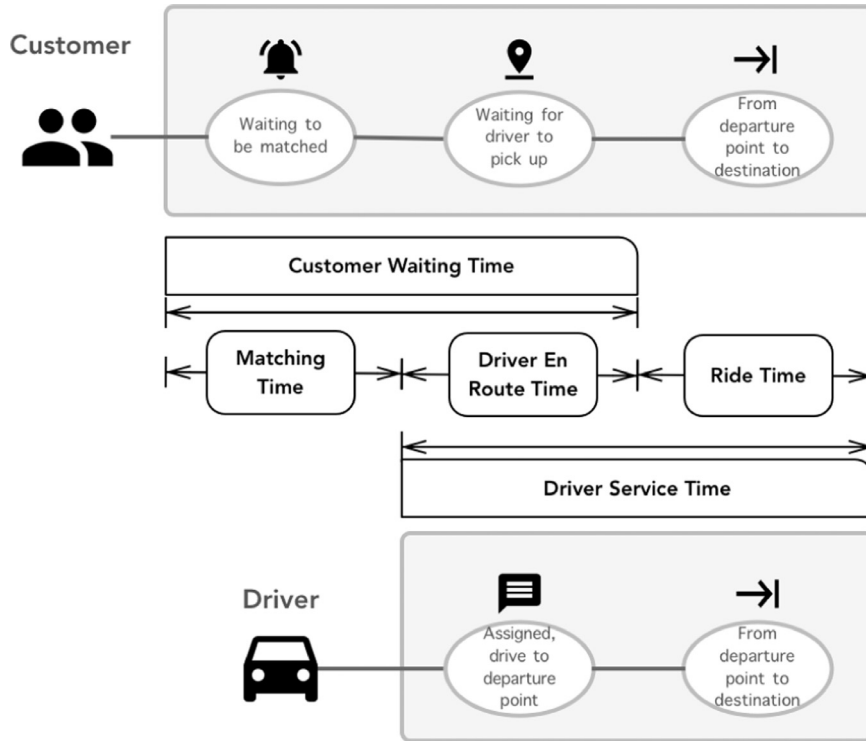 Customer
Waiting to
be matched
Waiting for
driver to
pick up
From
departure
point to
destination
Customer Waiting Time
Matching
Time
Driver En
Route Time
Ride Time
Driver Service Time
Driver
Assigned,
drive to
departure
point
From
departure
point to
destination